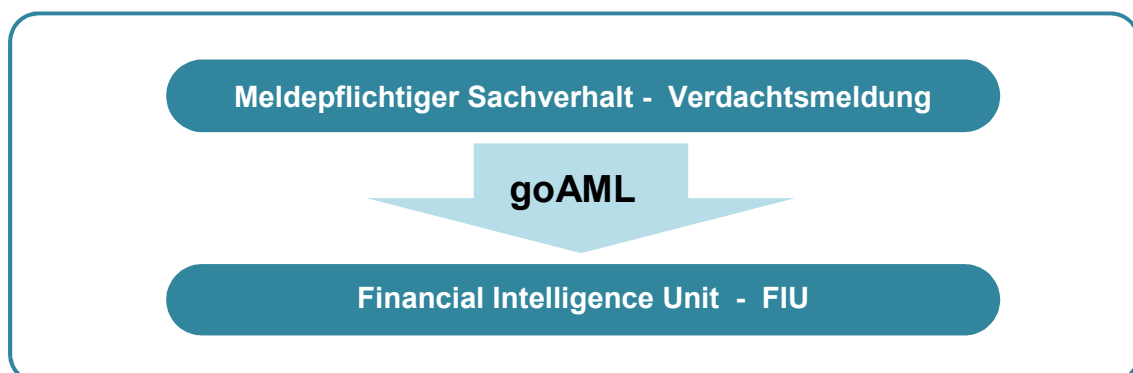 Meldepflichtiger Sachverhalt - Verdachtsmeldung
goAML
Financial Intelligence Unit - FIU